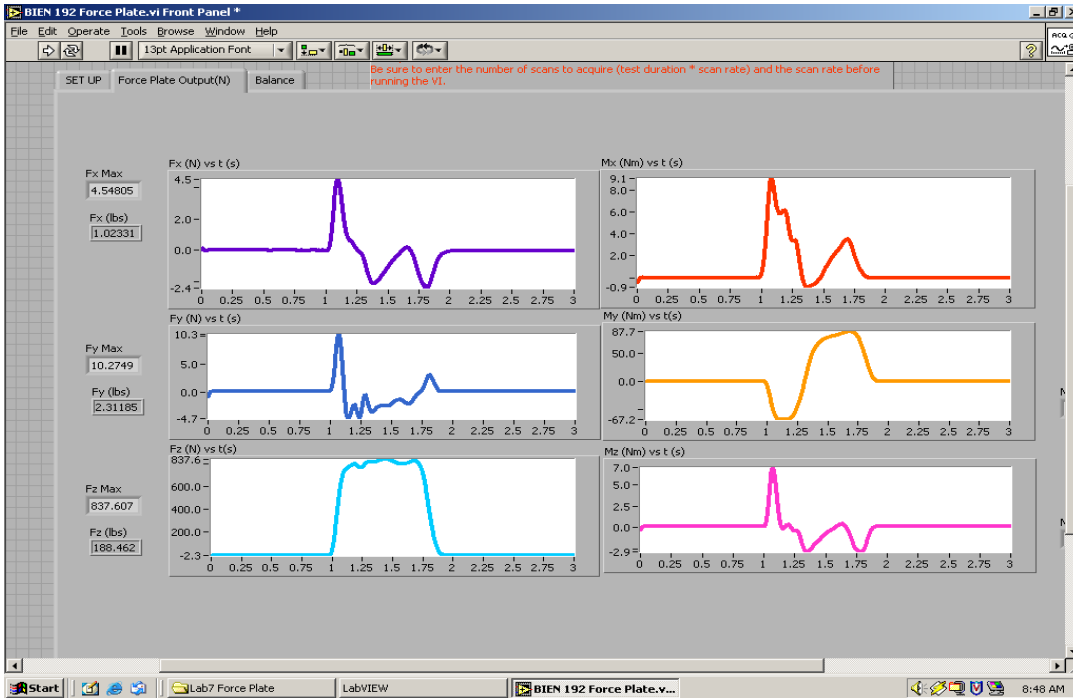 BIEN 192 Force Plate.vi Front Panel *
File Edit Operate Tools Browse Window Help
13pt Application Font
?
SET UP Force Plate Output(N) Balance
Be sure to enter the number of scans to acquire (test duration * scan rate) and the scan rate before
running the VI.
Fx Max
4.54805
Fx (lbs)
1.02331
Fx (N) vs t (s)
4.5
2.0
0.0
-2.4
0 0.25 0.5 0.75 1 1.25 1.5 1.75 2 2.25 2.5 2.75 3
Mx (Nm) vs t (s)
9.1
8.0
6.0
4.0
2.0
-0.9
0 0.25 0.5 0.75 1 1.25 1.5 1.75 2 2.25 2.5 2.75 3
Fy Max
10.2749
Fy (lbs)
2.31185
Fy (N) vs t (s)
10.3
5.0
0.0
-4.7
0 0.25 0.5 0.75 1 1.25 1.5 1.75 2 2.25 2.5 2.75 3
My (Nm) vs t(s)
87.7
50.0
0.0
-67.2
0 0.25 0.5 0.75 1 1.25 1.5 1.75 2 2.25 2.5 2.75 3
Fz Max
837.607
Fz (lbs)
188.462
Fz (N) vs t(s)
837.6
600.0
400.0
200.0
-2.3
0 0.25 0.5 0.75 1 1.25 1.5 1.75 2 2.25 2.5 2.75 3
Mz (Nm) vs t (s)
7.0
5.0
2.5
0.0
-2.9
0 0.25 0.5 0.75 1 1.25 1.5 1.75 2 2.25 2.5 2.75 3
Start Lab7 Force Plate LabVIEW BIEN 192 Force Plate.v... 8:48 AM